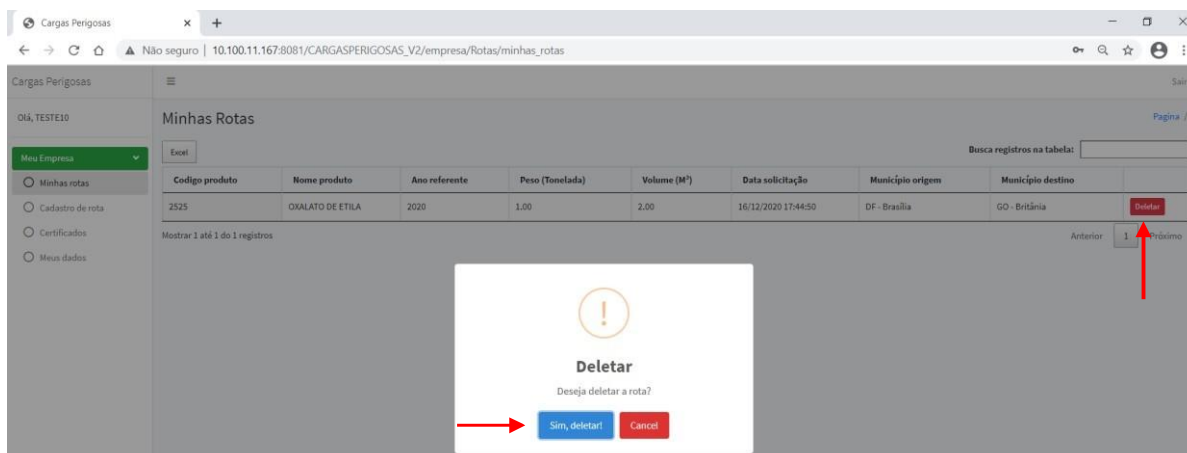 Cargas Perigosas
Não seguro | 10.100.11.167:8081/CARGASPERIGOSAS_V2/empresa/Rotas/minhas_rotas
Cargas Perigosas
Sair
Olá, TESTE10
Minhas Rotas
Pagina /
Meu Empresa
Excel
Busca registros na tabela:
Minhas rotas
Cadastro de rota
Certificados
Meus dados
Codigo produto Nome produto Ano referente Peso (Tonelada) Volume (M³) Data solicitação Município origem Município destino
2525 OXALATO DE ETILA 2020 1.00 2.00 16/12/2020 17:44:50 DF - Brasília GO - Britânia Deletar
Mostrar 1 até 1 do 1 registros
Anterior 1 Próximo
!
Deletar
Deseja deletar a rota?
Sim, deletar! Cancel